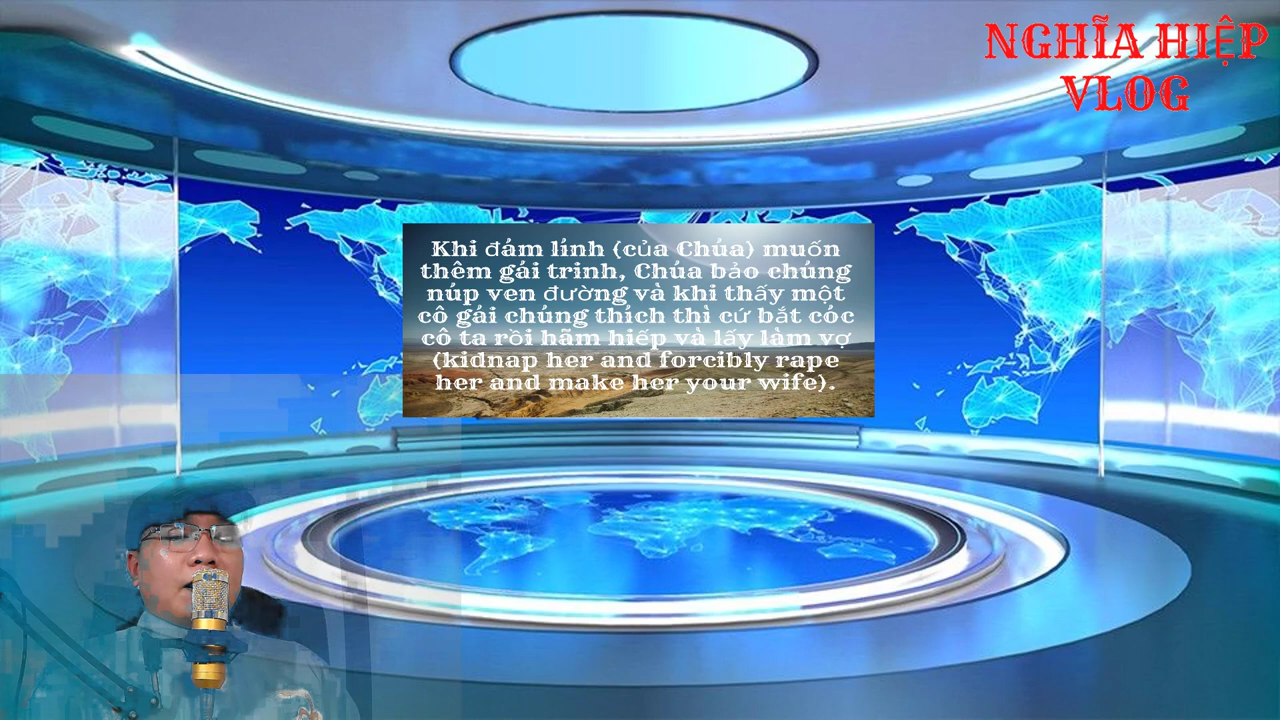 NGHĨA HIỆP
VLOG
Khi đám lính (của Chúa) muốn
thêm gái trinh, Chúa bảo chúng
núp ven đường và khi thấy một
cô gái chúng thích thì cứ bắt cóc
cô ta rồi hãm hiếp và lấy làm vợ
(kidnap her and forcibly rape
her and make her your wife).